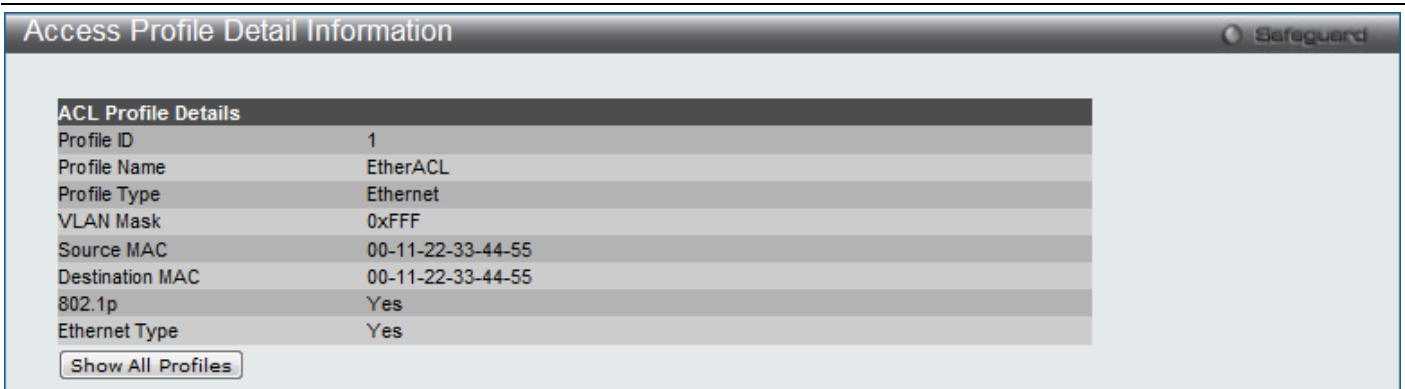 Access Profile Detail Information
Safeguard
ACL Profile Details
Profile ID 1
Profile Name EtherACL
Profile Type Ethernet
VLAN Mask 0xFFF
Source MAC 00-11-22-33-44-55
Destination MAC 00-11-22-33-44-55
802.1p Yes
Ethernet Type Yes
Show All Profiles